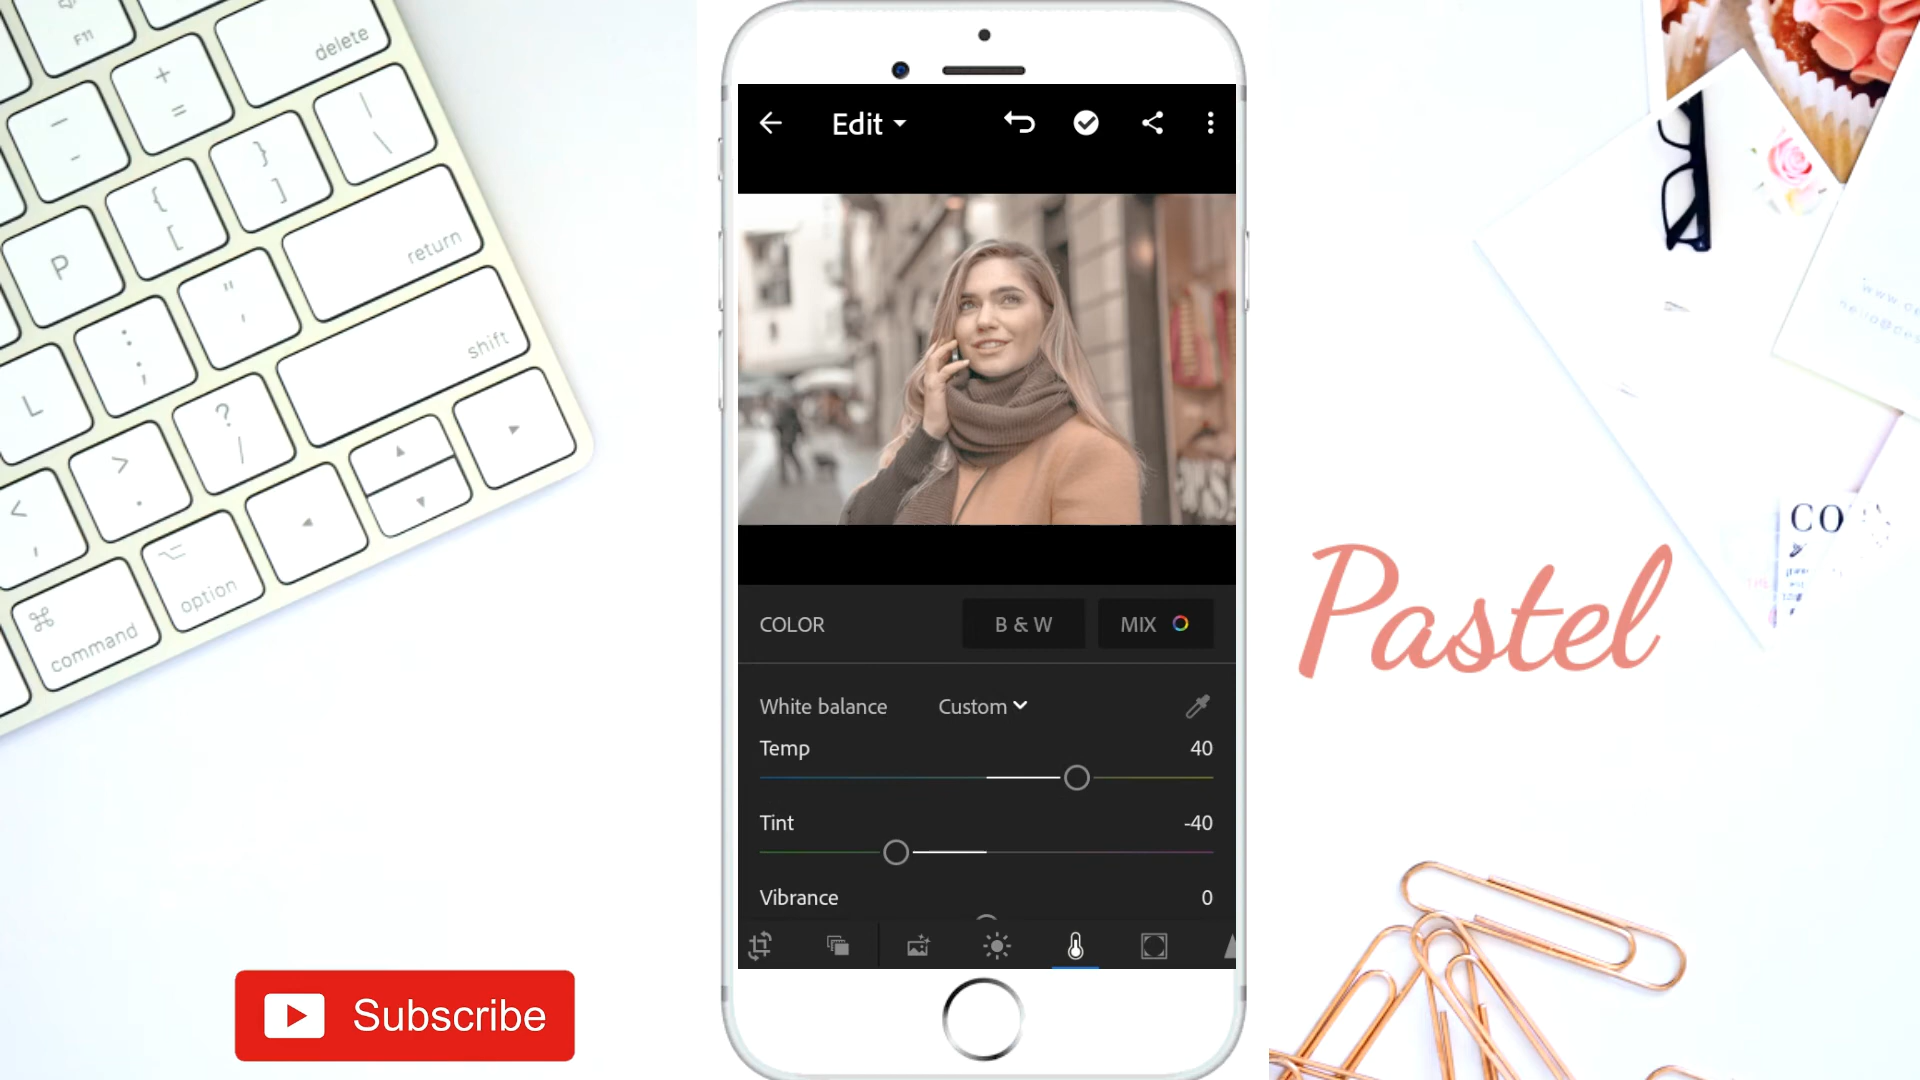 F11
delete
+
=
—
-
|
\
}
]
{
[
P
return
"
,
:
;
L
shift
?
/
>
.
<
,
option
⌘
command
Edit
COLOR
B & W
MIX
White balance
Custom
Temp
40
Tint
-40
Vibrance
0
Pastel
CO
Subscribe